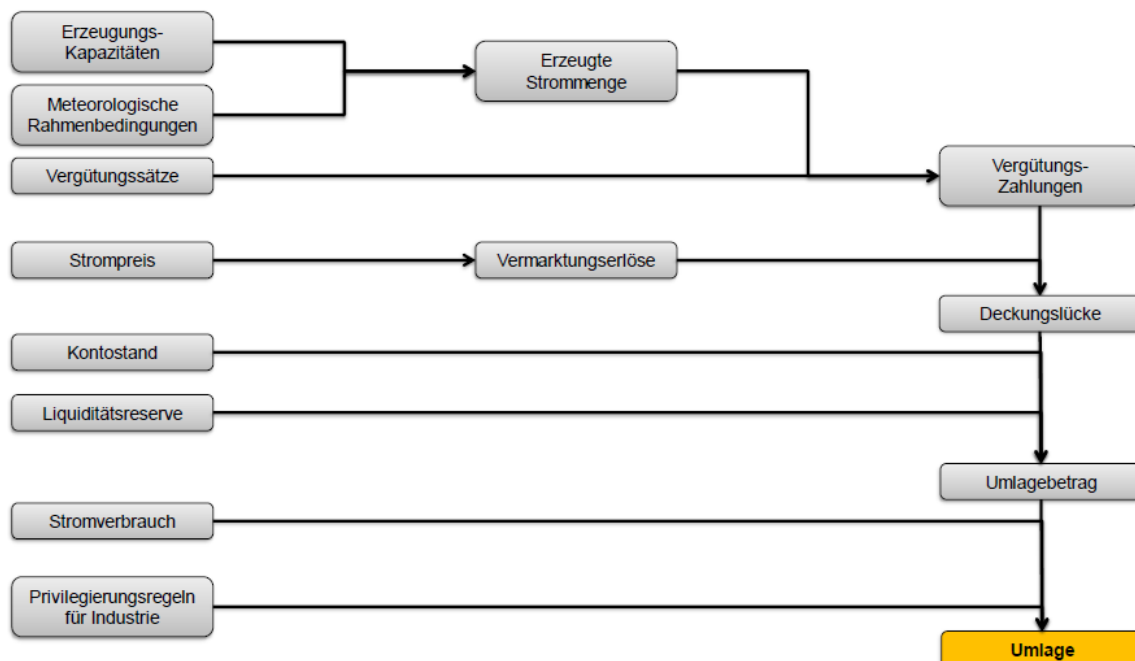 Erzeugungs-
Kapazitäten
Erzeugte
Strommenge
Meteorologische
Rahmenbedingungen
Vergütungssätze
Vergütungs-
Zahlungen
Strompreis
Vermarktungserlöse
Deckungslücke
Kontostand
Liquiditätsreserve
Umlagebetrag
Stromverbrauch
Privilegierungsregeln
für Industrie
Umlage